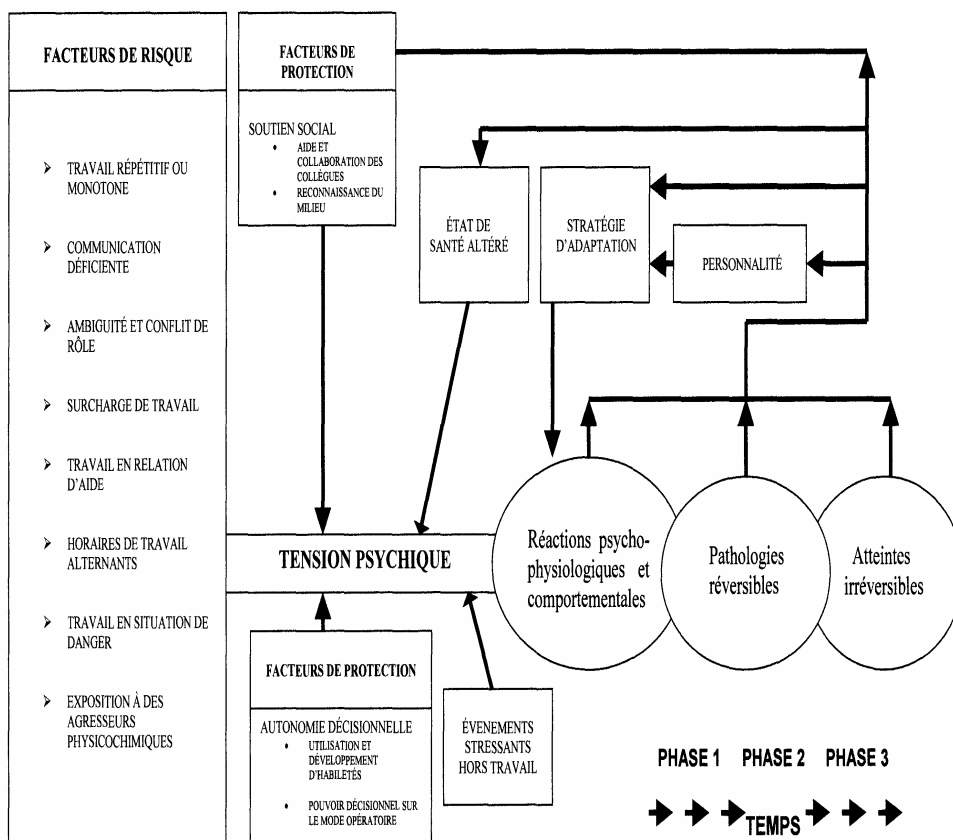 FACTEURS DE RISQUE
TRAVAIL RÉPÉTITIF OU
MONOTONE
COMMUNICATION
DÉFICIENTE
AMBIGUITÉ ET CONFLIT DE
RÔLE
SURCHARGE DE TRAVAIL
TRAVAIL EN RELATION
D'AIDE
HORAIRES DE TRAVAIL
ALTERNANTS
TRAVAIL EN SITUATION DE
DANGER
EXPOSITION À DES
AGRESSEURS
PHYSICOCHIMIQUES
FACTEURS DE
PROTECTION
SOUTIEN SOCIAL
AIDE ET
COLLABORATION DES
COLLÈGUES
RECONNAISSANCE DU
MILIEU
ÉTAT DE
SANTÉ ALTÉRÉ
STRATÉGIE
D'ADAPTATION
PERSONNALITÉ
TENSION PSYCHIQUE
Réactions psycho-
physiologiques et
comportementales
Pathologies
réversibles
Atteintes
irréversibles
FACTEURS DE PROTECTION
AUTONOMIE DÉCISIONNELLE
UTILISATION ET
DÉVELOPPEMENT
D'HABILETÉS
POUVOIR DÉCISIONNEL SUR
LE MODE OPÉRATOIRE
ÉVENEMENTS
STRESSANTS
HORS TRAVAIL
PHASE 1 PHASE 2 PHASE 3
TEMPS